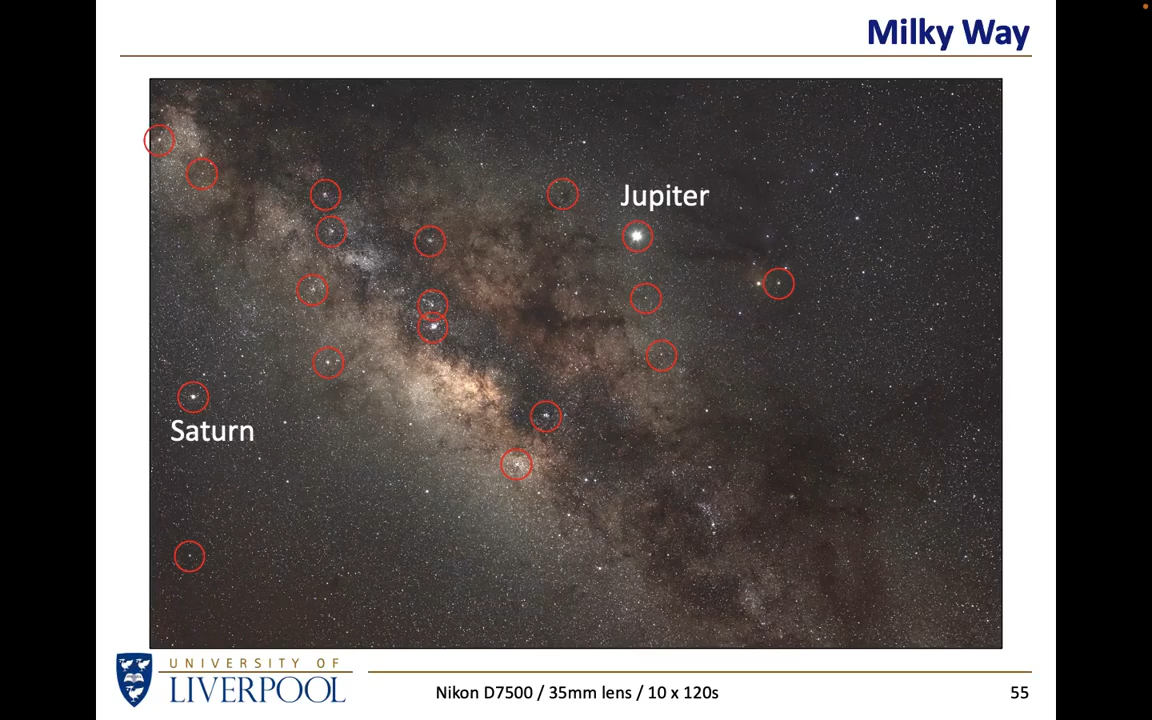 Milky Way
Jupiter
Saturn
UNIVERSITY OF
LIVERPOOL
Nikon D7500 / 35mm lens / 10 x 120s
55